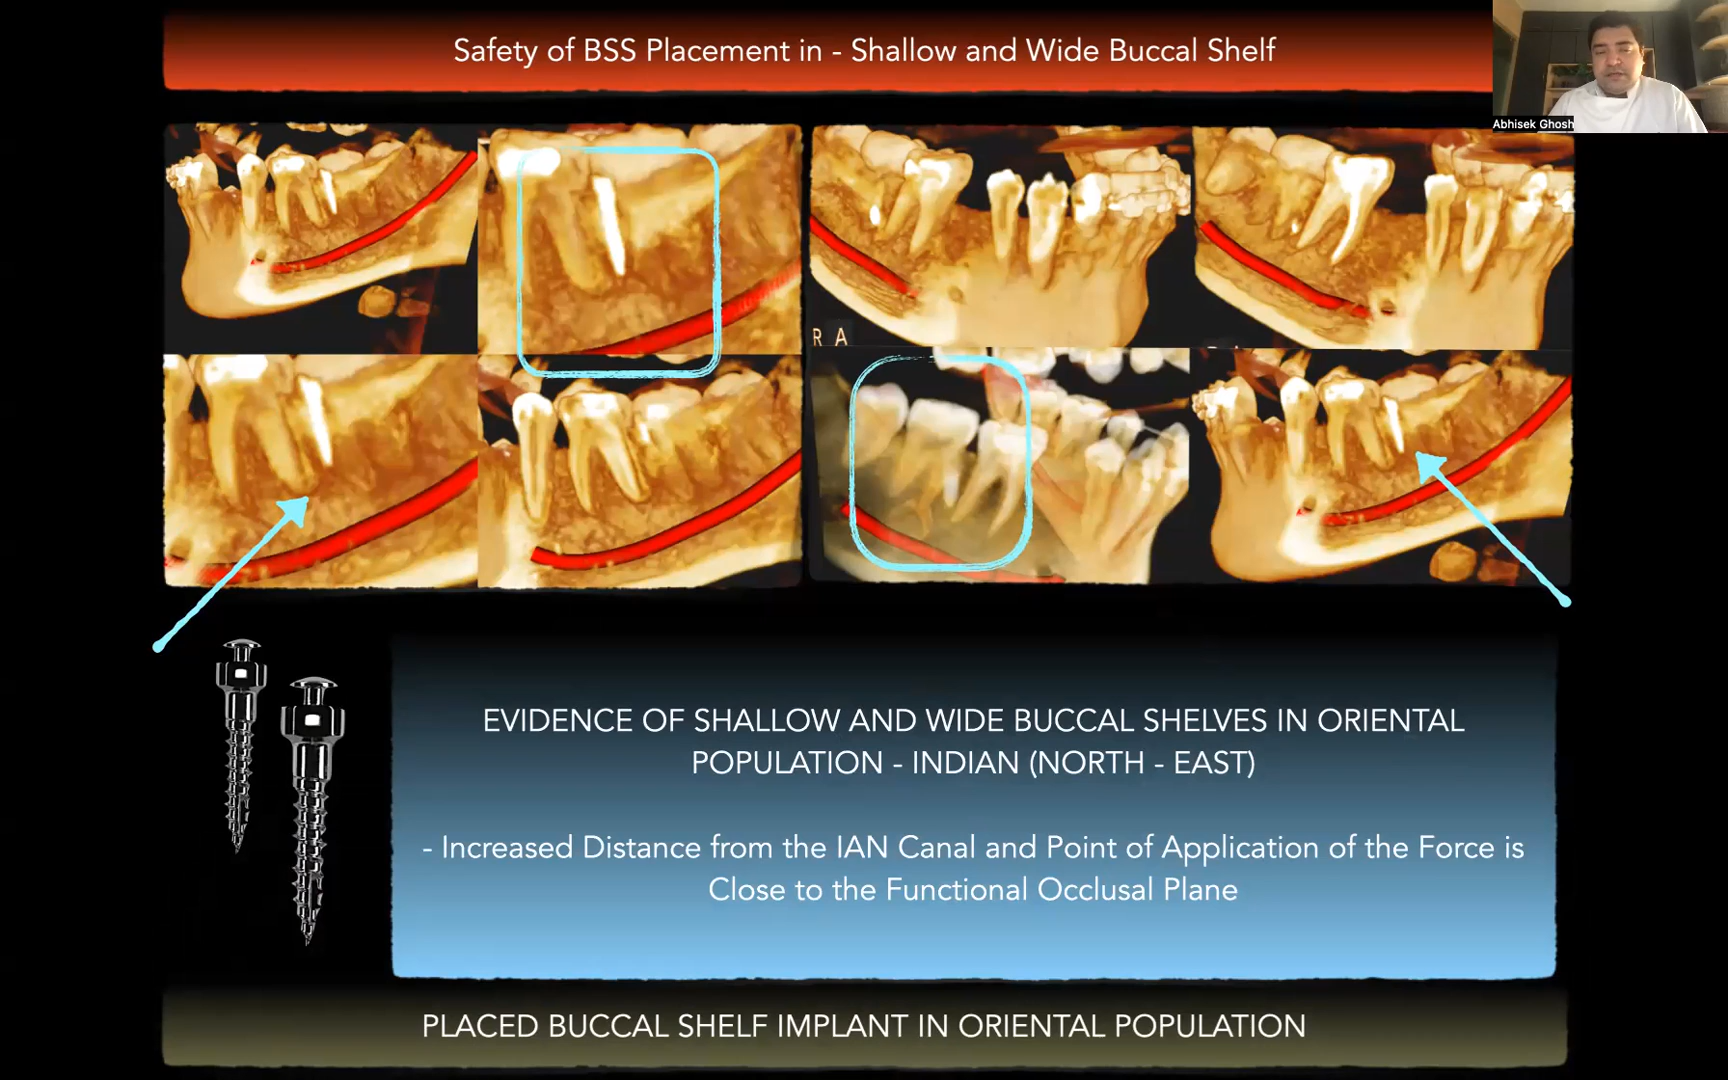 Safety of BSS Placement in - Shallow and Wide Buccal Shelf
Abhisek Ghosh
R A
EVIDENCE OF SHALLOW AND WIDE BUCCAL SHELVES IN ORIENTAL
POPULATION - INDIAN (NORTH - EAST)
- Increased Distance from the IAN Canal and Point of Application of the Force is
Close to the Functional Occlusal Plane
PLACED BUCCAL SHELF IMPLANT IN ORIENTAL POPULATION